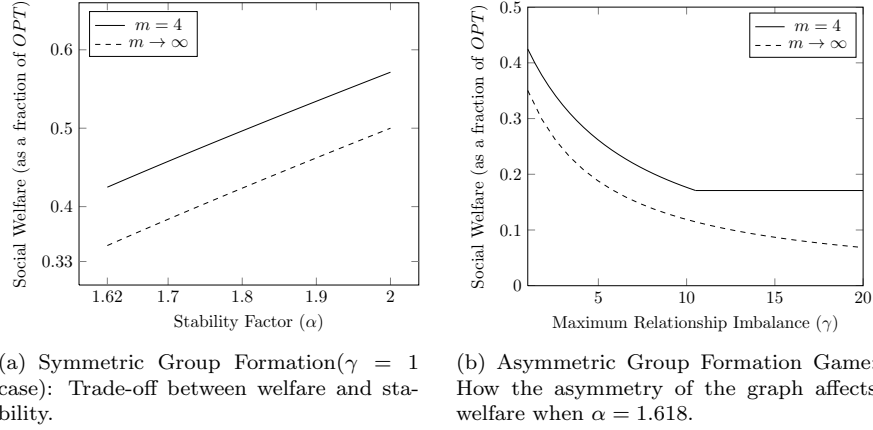 Social Welfare (as a fraction of OPT)
0.6
0.5
0.4
0.33
m = 4
m → ∞
1.62 1.7 1.8 1.9 2
Stability Factor (α)
Social Welfare (as a fraction of OPT)
0.5
0.4
0.3
0.2
0.1
0
m = 4
m → ∞
5 10 15 20
Maximum Relationship Imbalance (γ)
(a) Symmetric Group Formation(γ = 1
case): Trade-off between welfare and sta-
bility.
(b) Asymmetric Group Formation Game:
How the asymmetry of the graph affects
welfare when α = 1.618.